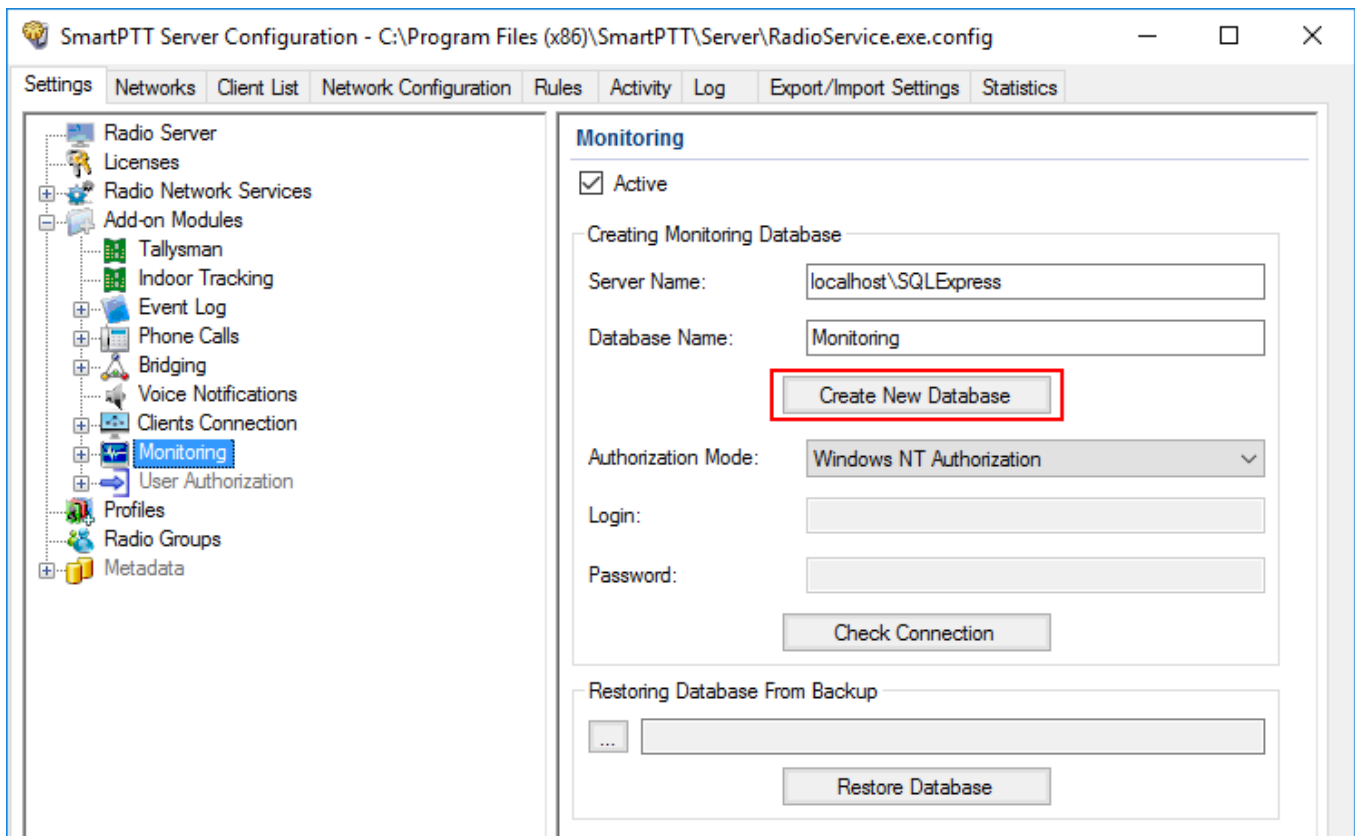 SmartPTT Server Configuration - C:\Program Files (x86)\SmartPTT\Server\RadioService.exe.config
Settings Networks Client List Network Configuration Rules Activity Log Export/Import Settings Statistics
Radio Server
Licenses
Radio Network Services
Add-on Modules
Tallysman
Indoor Tracking
Event Log
Phone Calls
Bridging
Voice Notifications
Clients Connection
Monitoring
User Authorization
Profiles
Radio Groups
Metadata
Monitoring
Active
Creating Monitoring Database
Server Name: localhost\SQLExpress
Database Name: Monitoring
Create New Database
Authorization Mode: Windows NT Authorization
Login:
Password:
Check Connection
Restoring Database From Backup
...
Restore Database